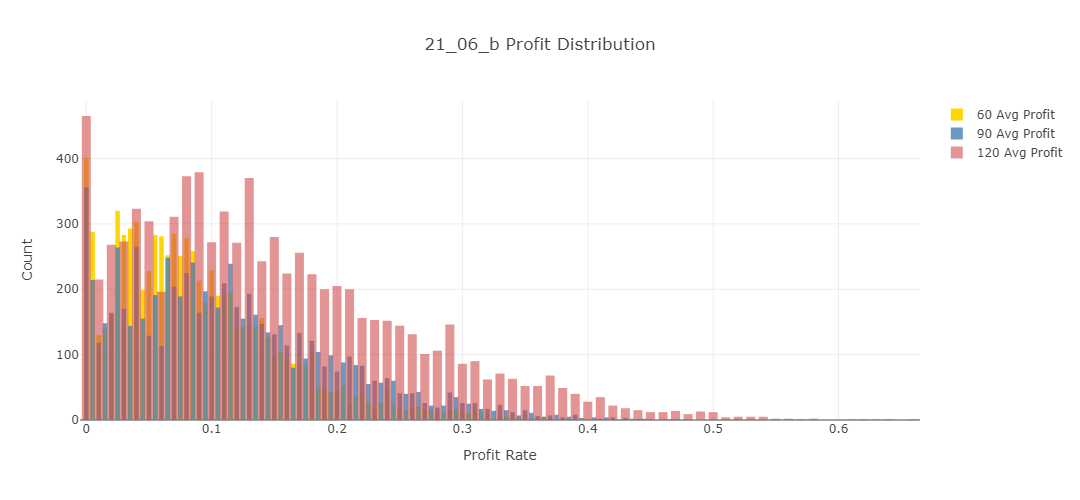 21_06_b Profit Distribution
60 Avg Profit
90 Avg Profit
120 Avg Profit
Count
400
300
200
100
0
0
0.1
0.2
0.3
0.4
0.5
0.6
Profit Rate